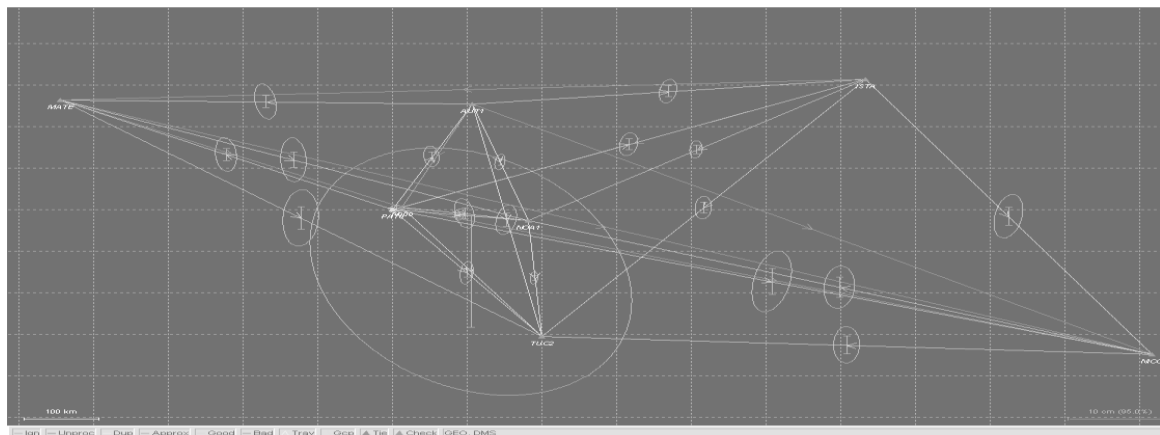 MATE
AUT1
ISTA
NOA1
TUC2
NICO
100 km
10 cm (95.0%)
Ign Unproc Dup Approx Good Bad Trav Gcp Tie Check GEO DMS